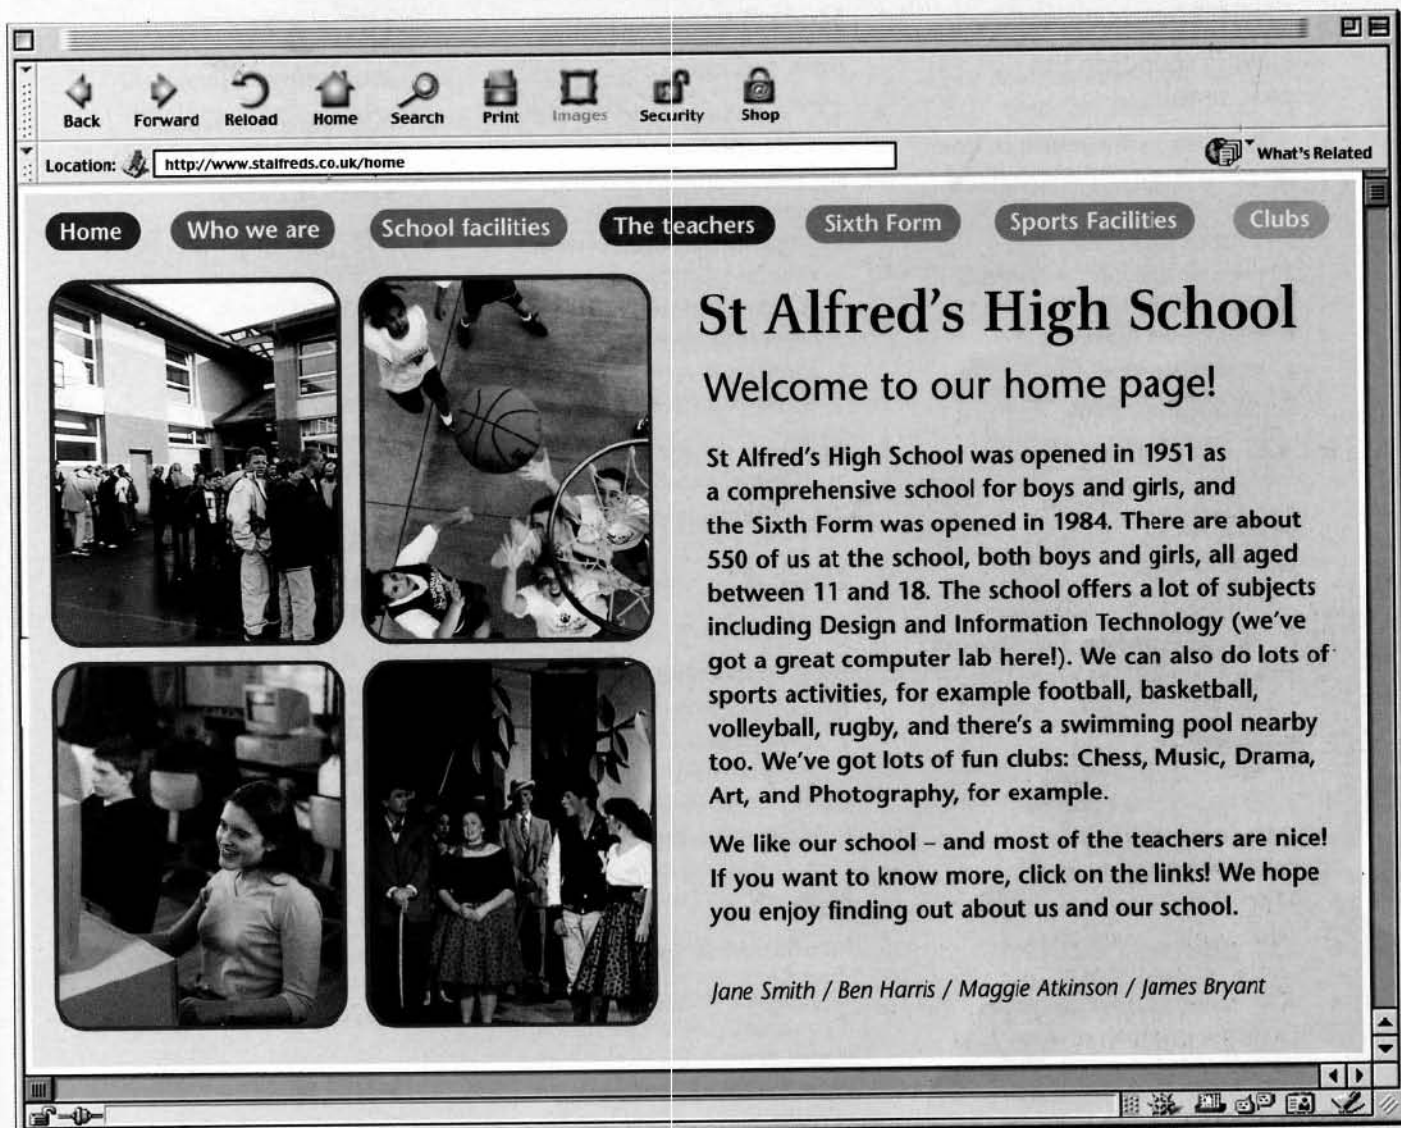 Back Forward Reload Home Search Print Images Security Shop
Location: http://www.stalfreds.co.uk/home What's Related
Home Who we are School facilities The teachers Sixth Form Sports Facilities Clubs
St Alfred's High School
Welcome to our home page!
St Alfred's High School was opened in 1951 as
a comprehensive school for boys and girls, and
the Sixth Form was opened in 1984. There are about
550 of us at the school, both boys and girls, all aged
between 11 and 18. The school offers a lot of subjects
including Design and Information Technology (we've
got a great computer lab here!). We can also do lots of
sports activities, for example football, basketball,
volleyball, rugby, and there's a swimming pool nearby
too. We've got lots of fun clubs: Chess, Music, Drama,
Art, and Photography, for example.
We like our school – and most of the teachers are nice!
If you want to know more, click on the links! We hope
you enjoy finding out about us and our school.
Jane Smith / Ben Harris / Maggie Atkinson / James Bryant